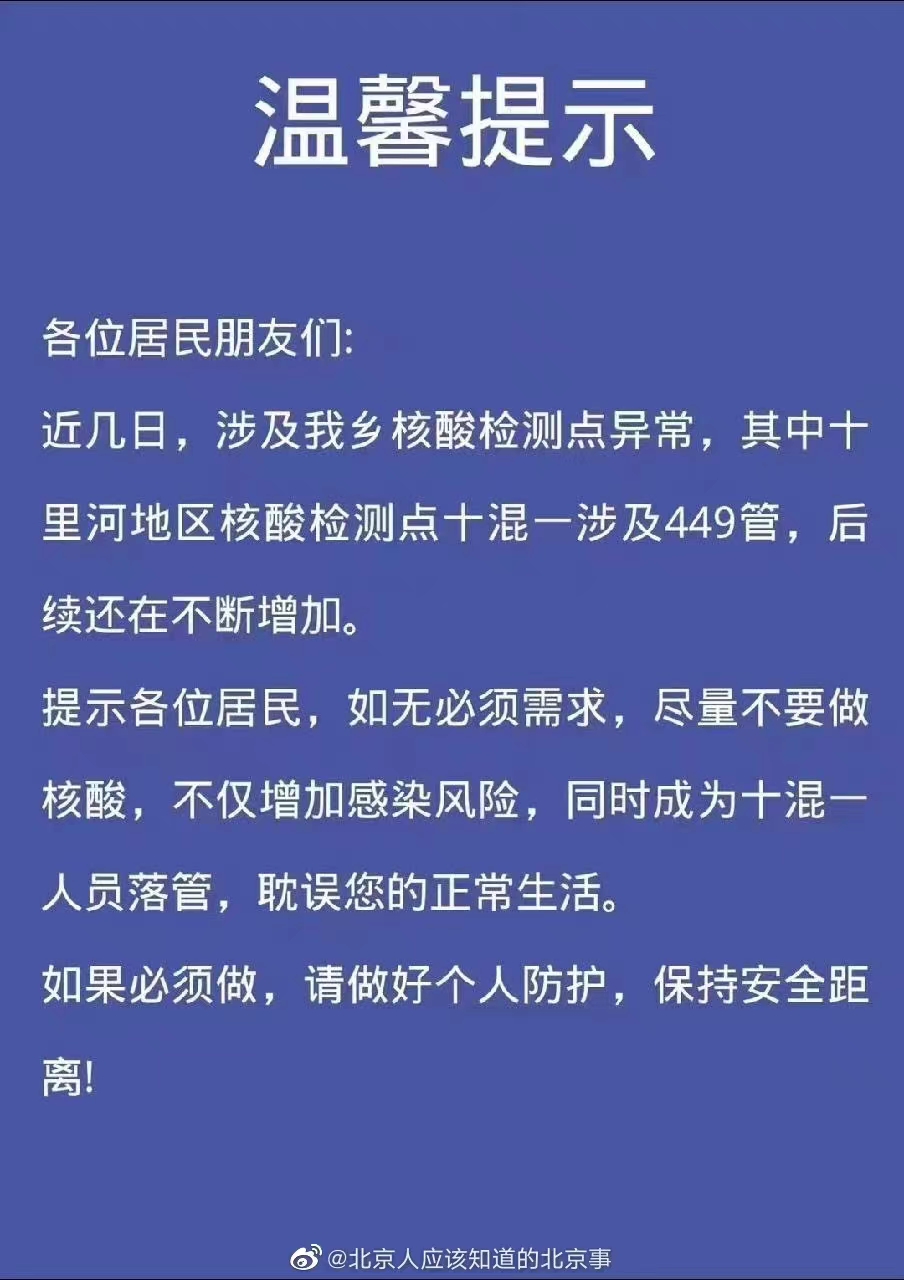 温馨提示
各位居民朋友们:
近几日，涉及我乡核酸检测点异常，其中十
里河地区核酸检测点十混一涉及449管，后
续还在不断增加。
提示各位居民，如无必须需求，尽量不要做
核酸，不仅增加感染风险，同时成为十混一
人员落管，耽误您的正常生活。
如果必须做，请做好个人防护，保持安全距
离!
@北京人应该知道的北京事